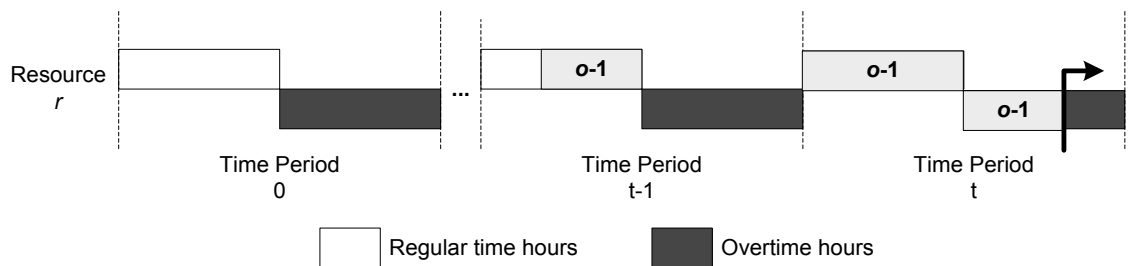 Resource
r
o-1
o-1
...
o-1
Time Period
0
Time Period
t-1
Time Period
t
Regular time hours
Overtime hours